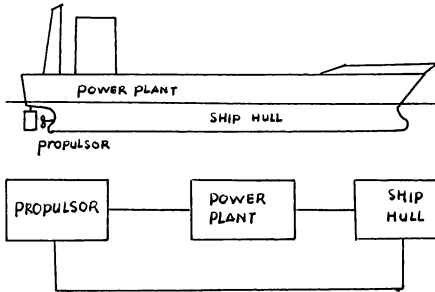 POWER PLANT
SHIP HULL
PROPULSOR
PROPULSOR
POWER
PLANT
SHIP
HULL